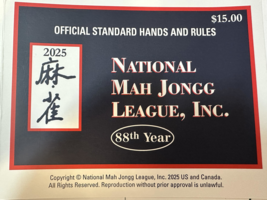 $15.00
OFFICIAL STANDARD HANDS AND RULES
2025
麻
雀
NATIONAL
MAH JONGG
LEAGUE, INC.
88th Year
Copyright © National Mah Jongg League, Inc. 2025 US and Canada.
All Rights Reserved. Reproduction without prior approval is unlawful.